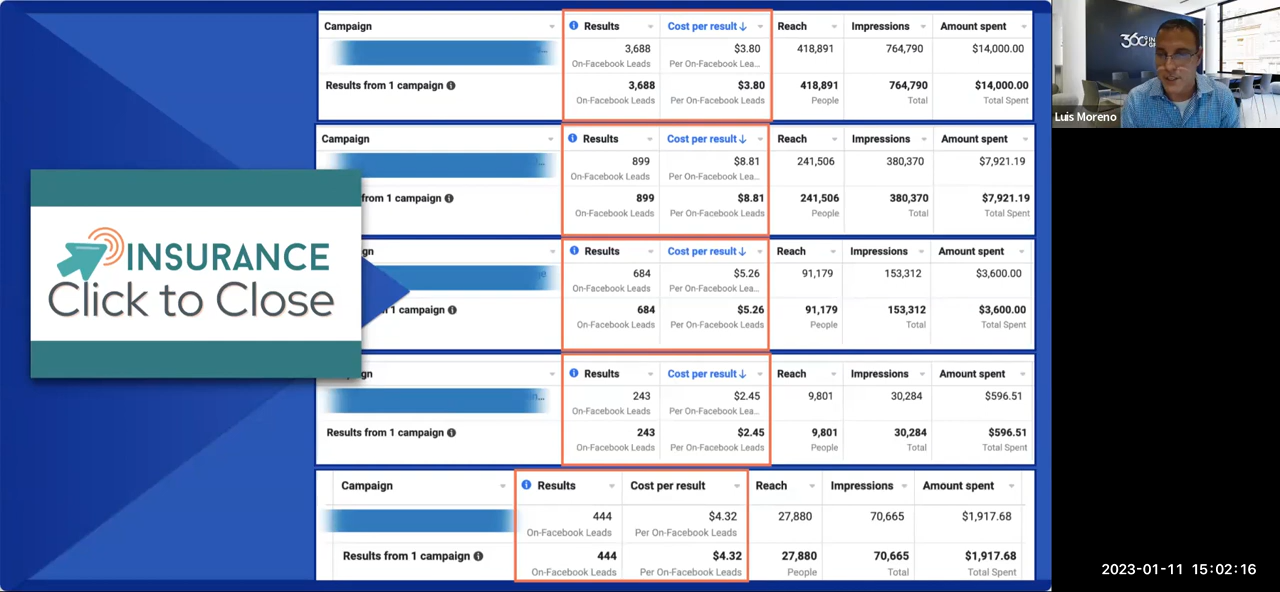 Campaign Results Cost per result↓ Reach Impressions Amount spent
3,688 $3.80 418,891 764,790 $14,000.00
On-Facebook Leads Per On-Facebook Lea…
Results from 1 campaign 3,688 $3.80 418,891 764,790 $14,000.00
On-Facebook Leads Per On-Facebook Leads People Total Total Spent
Campaign Results Cost per result↓ Reach Impressions Amount spent
899 $8.81 241,506 380,370 $7,921.19
On-Facebook Leads Per On-Facebook Lea…
from 1 campaign 899 $8.81 241,506 380,370 $7,921.19
On-Facebook Leads Per On-Facebook Leads People Total Total Spent
gn Results Cost per result↓ Reach Impressions Amount spent
684 $5.26 91,179 153,312 $3,600.00
On-Facebook Leads Per On-Facebook Lea…
1 campaign 684 $5.26 91,179 153,312 $3,600.00
On-Facebook Leads Per On-Facebook Leads People Total Total Spent
gn Results Cost per result↓ Reach Impressions Amount spent
243 $2.45 9,801 30,284 $596.51
On-Facebook Leads Per On-Facebook Lea…
Results from 1 campaign 243 $2.45 9,801 30,284 $596.51
On-Facebook Leads Per On-Facebook Leads People Total Total Spent
Campaign Results Cost per result Reach Impressions Amount spent
444 $4.32 27,880 70,665 $1,917.68
On-Facebook Leads Per On-Facebook Leads
Results from 1 campaign 444 $4.32 27,880 70,665 $1,917.68
On-Facebook Leads Per On-Facebook Leads People Total Total Spent
INSURANCE
Click to Close
360
Luis Moreno
2023-01-11 15:02:16